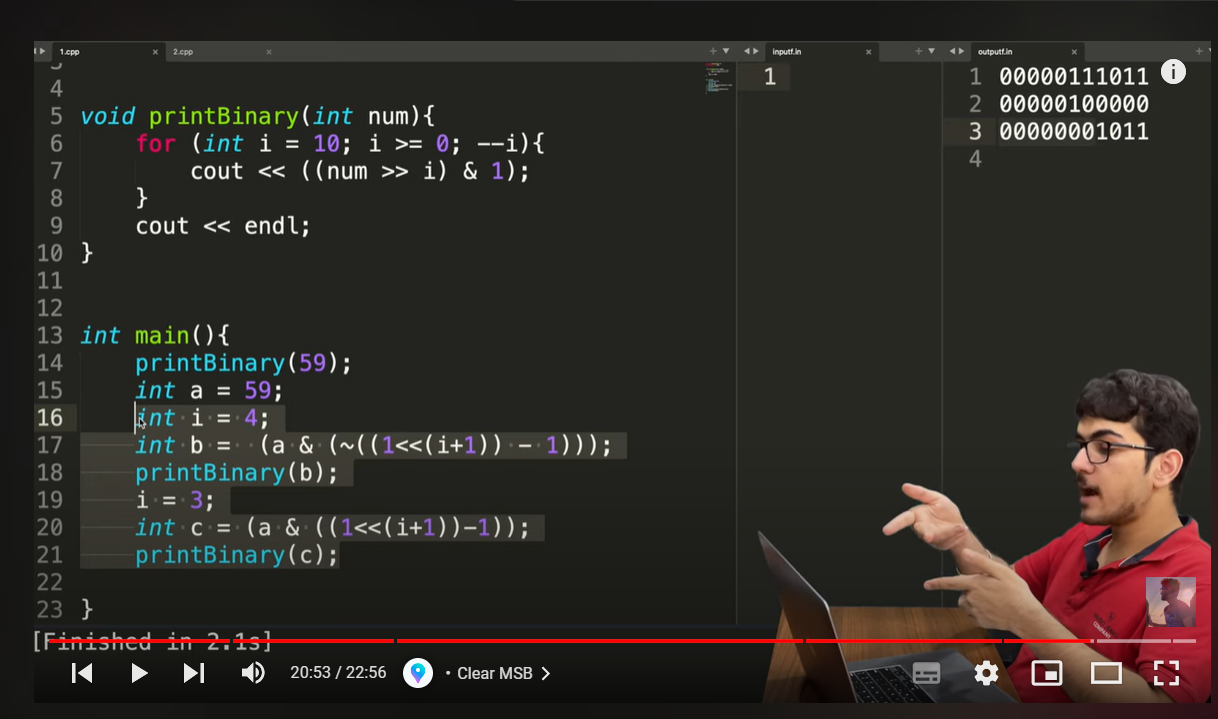 1.cpp
2.cpp
inputf.in
outputf.in
4
5 void printBinary(int num){
6 for (int i = 10; i >= 0; --i){
7 cout << ((num >> i) & 1);
8 }
9 cout << endl;
10 }
11
12
13 int main(){
14 printBinary(59);
15 int a = 59;
16 int i = 4;
17 int b =  (a & (~((1<<(i+1)) - 1)));
18 printBinary(b);
19 i = 3;
20 int c = (a & ((1<<(i+1))-1));
21 printBinary(c);
22
23 }
1
1 00000111011
2 00000100000
3 00000001011
4
i
[Finished in 2.1s]
COMPANY
20:53 / 22:56 • Clear MSB